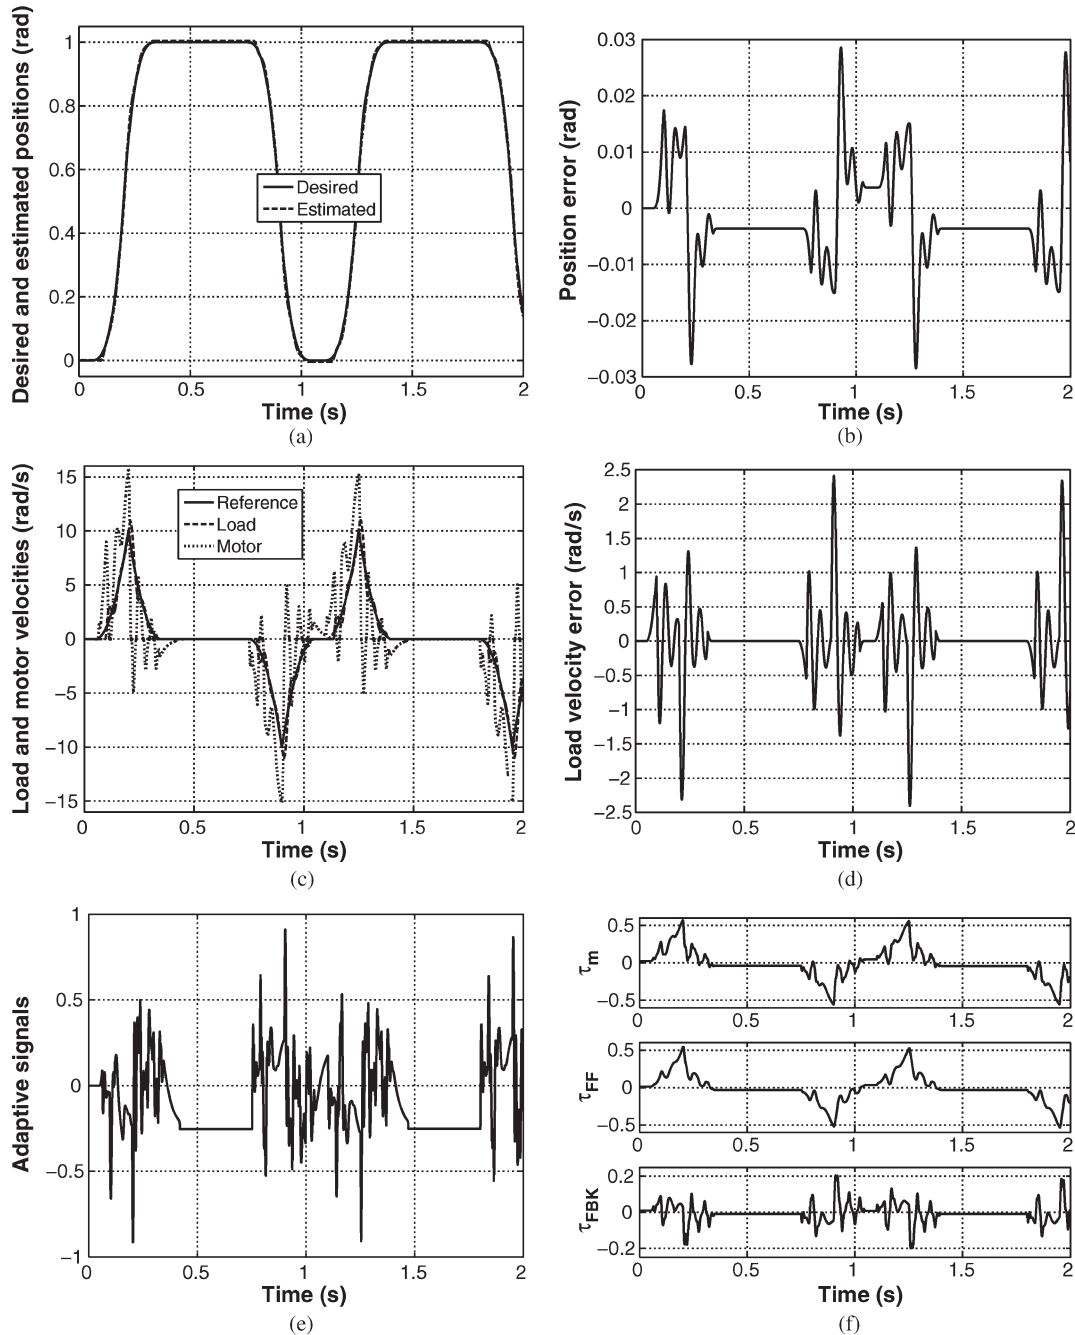 Desired and estimated positions (rad)
1
0.8
0.6
0.4
0.2
0
Desired
Estimated
0 0.5 1 1.5 2
Time (s)
(a)
Position error (rad)
0.03
0.02
0.01
0
−0.01
−0.02
−0.03
0 0.5 1 1.5 2
Time (s)
(b)
Load and motor velocities (rad/s)
15
10
5
0
−5
−10
−15
Reference
Load
Motor
0 0.5 1 1.5 2
Time (s)
(c)
Load velocity error (rad/s)
2.5
2
1.5
1
0.5
0
−0.5
−1
−1.5
−2
−2.5
0 0.5 1 1.5 2
Time (s)
(d)
Adaptive signals
1
0.5
0
−0.5
−1
0 0.5 1 1.5 2
Time (s)
(e)
τm
0.5
0
−0.5
0 0.5 1 1.5 2
τFF
0.5
0
−0.5
0 0.5 1 1.5 2
τFBK
0.2
0
−0.2
0 0.5 1 1.5 2
Time (s)
(f)